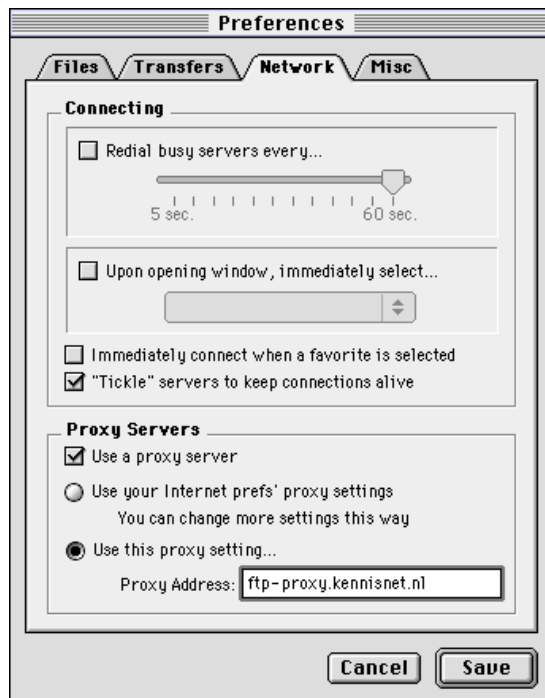 Preferences
Files Transfers Network Misc
Connecting
Redial busy servers every...
5 sec. 60 sec.
Upon opening window, immediately select...
Immediately connect when a favorite is selected
"Tickle" servers to keep connections alive
Proxy Servers
Use a proxy server
Use your Internet prefs' proxy settings
You can change more settings this way
Use this proxy setting...
Proxy Address: ftp-proxy.kennisnet.nl
Cancel Save